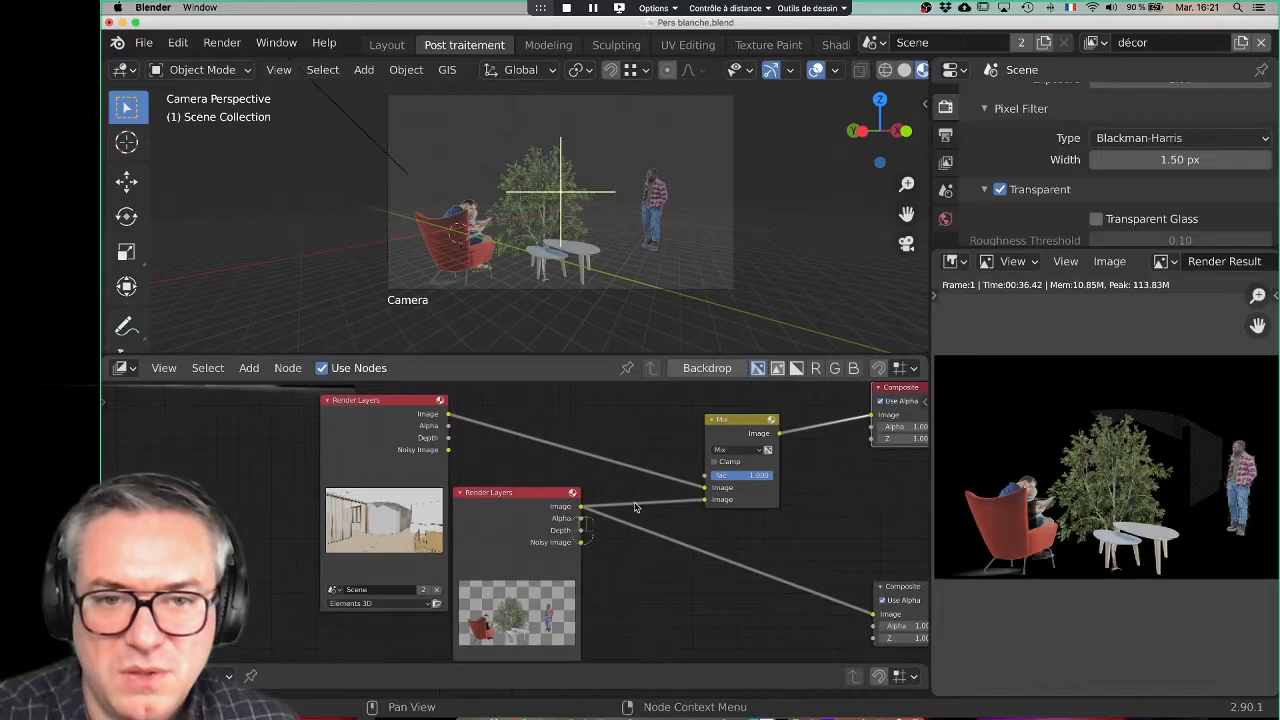 Blender Window
Options Contrôle à distance Outils de dessin
90 % Mar. 16:21
Pers blanche.blend
File Edit Render Window Help
Layout Post traitement Modeling Sculpting UV Editing Texture Paint Shadi
Scene 2 décor
Object Mode View Select Add Object GIS Global
Scene
Camera Perspective
(1) Scene Collection
Z
Y X
Camera
Pixel Filter
Type Blackman-Harris
Width 1.50 px
Transparent
Transparent Glass
Roughness Threshold 0.10
View View Image Render Result
Frame:1 | Time:00:36.42 | Mem:10.85M, Peak: 113.83M
View Select Add Node Use Nodes Backdrop R G B
Render Layers
Image
Alpha
Depth
Noisy Image
Scene 2
Elements 3D
Render Layers
Image
Alpha
Depth
Noisy Image
Mix
Image
Mix
Clamp
Fac 1.000
Image
Image
Composite
Use Alpha
Image
Alpha 1.00
Z 1.00
Composite
Use Alpha
Image
Alpha 1.00
Z 1.00
Pan View Node Context Menu 2.90.1